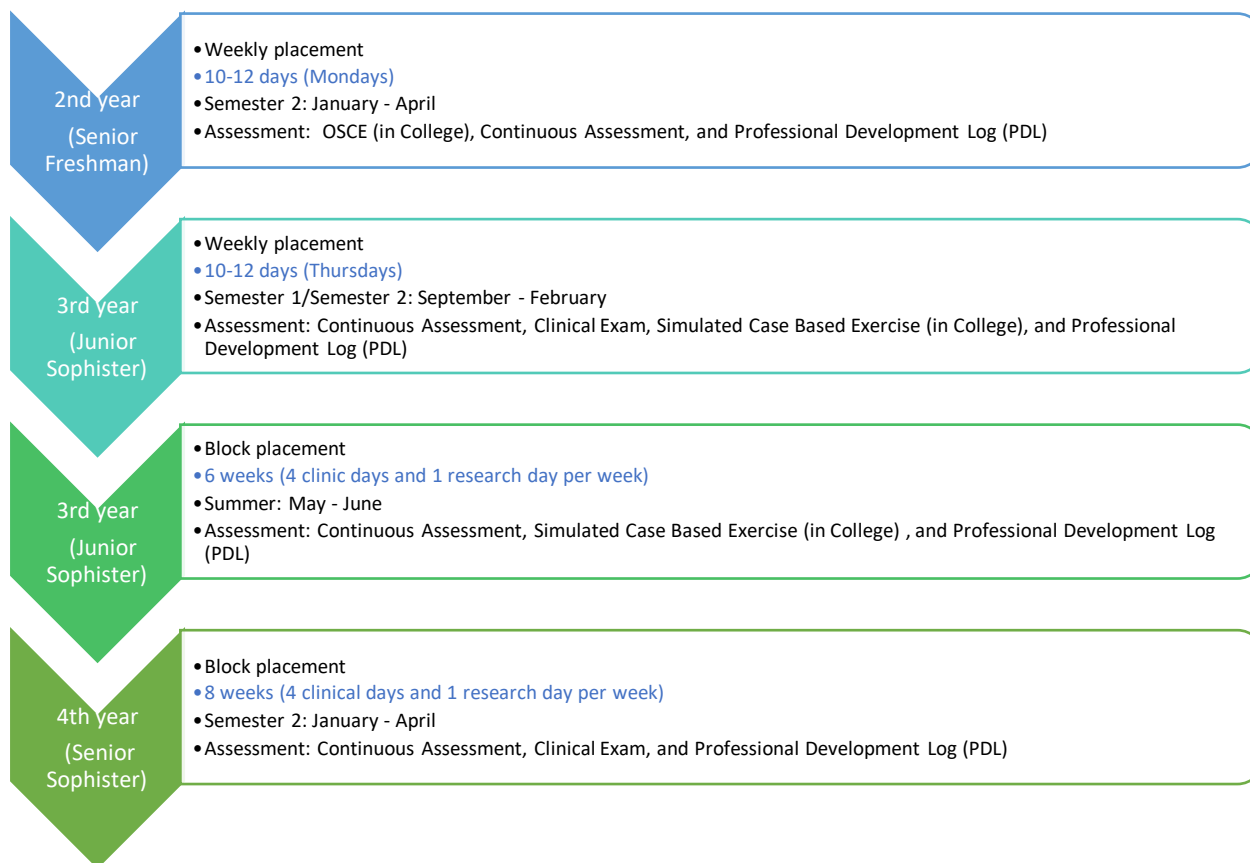 2nd year
(Senior
Freshman)
•Weekly placement
•10-12 days (Mondays)
•Semester 2: January - April
•Assessment:  OSCE (in College), Continuous Assessment, and Professional Development Log (PDL)
3rd year
(Junior
Sophister)
•Weekly placement
•10-12 days (Thursdays)
•Semester 1/Semester 2: September - February
•Assessment: Continuous Assessment, Clinical Exam, Simulated Case Based Exercise (in College), and Professional
Development Log (PDL)
3rd year
(Junior
Sophister)
•Block placement
•6 weeks (4 clinic days and 1 research day per week)
•Summer: May - June
•Assessment: Continuous Assessment, Simulated Case Based Exercise (in College) , and Professional Development Log
(PDL)
4th year
(Senior
Sophister)
•Block placement
•8 weeks (4 clinical days and 1 research day per week)
•Semester 2: January - April
•Assessment: Continuous Assessment, Clinical Exam, and Professional Development Log (PDL)